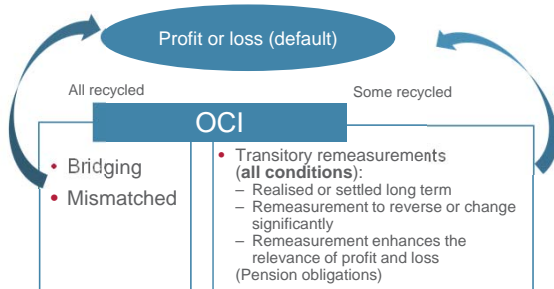 Profit or loss (default)
All recycled
Some recycled
OCI
• Bridging
• Mismatched
• Transitory remeasurements
(all conditions):
– Realised or settled long term
– Remeasurement to reverse or change
significantly
– Remeasurement enhances the
relevance of profit and loss
(Pension obligations)